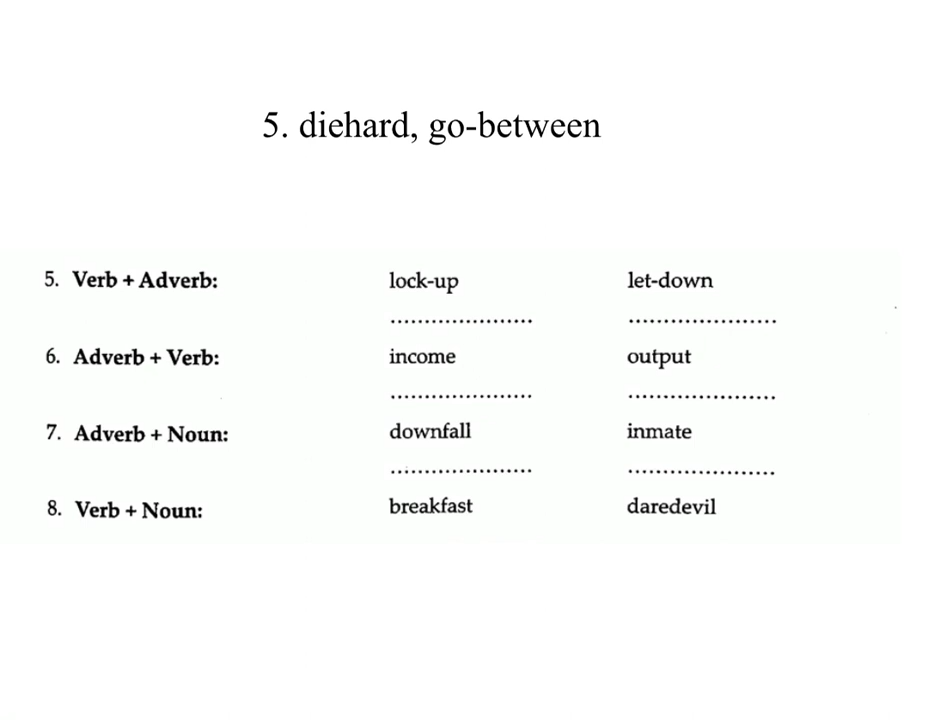 5. diehard, go-between
5. Verb + Adverb: lock-up let-down
..................... ......................
6. Adverb + Verb: income output
..................... ......................
7. Adverb + Noun: downfall inmate
..................... ......................
8. Verb + Noun: breakfast daredevil